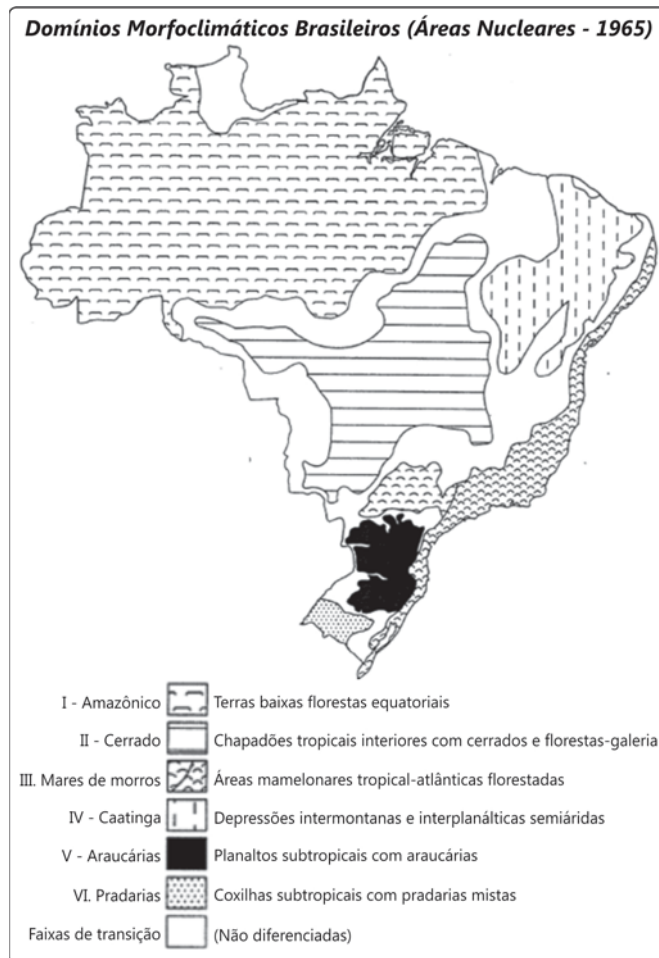 Domínios Morfoclimáticos Brasileiros (Áreas Nucleares - 1965)
I - Amazônico Terras baixas florestas equatoriais
II - Cerrado Chapadões tropicais interiores com cerrados e florestas-galeria
III. Mares de morros Áreas mamelonares tropical-atlânticas florestadas
IV - Caatinga Depressões intermontanas e interplanálticas semiáridas
V - Araucárias Planaltos subtropicais com araucárias
VI. Pradarias Coxilhas subtropicais com pradarias mistas
Faixas de transição (Não diferenciadas)